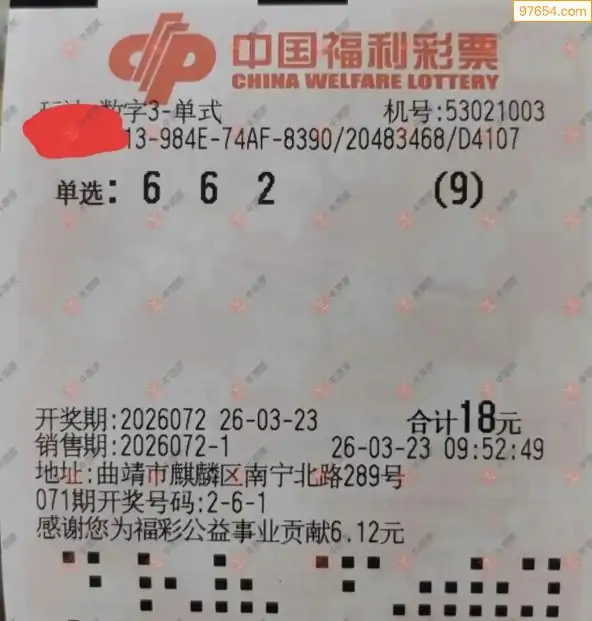 97654.com
中国福利彩票
CHINA WELFARE LOTTERY
数字3-单式 机号:53021003
13-984E-74AF-8390/20483468/D4107
单选: 6 6 2 (9)
开奖期:2026072 26-03-23 合计18元
销售期:2026072-1 26-03-23 09:52:49
地址:曲靖市麒麟区南宁北路289号
071期开奖号码:2-6-1
感谢您为福彩公益事业贡献6.12元